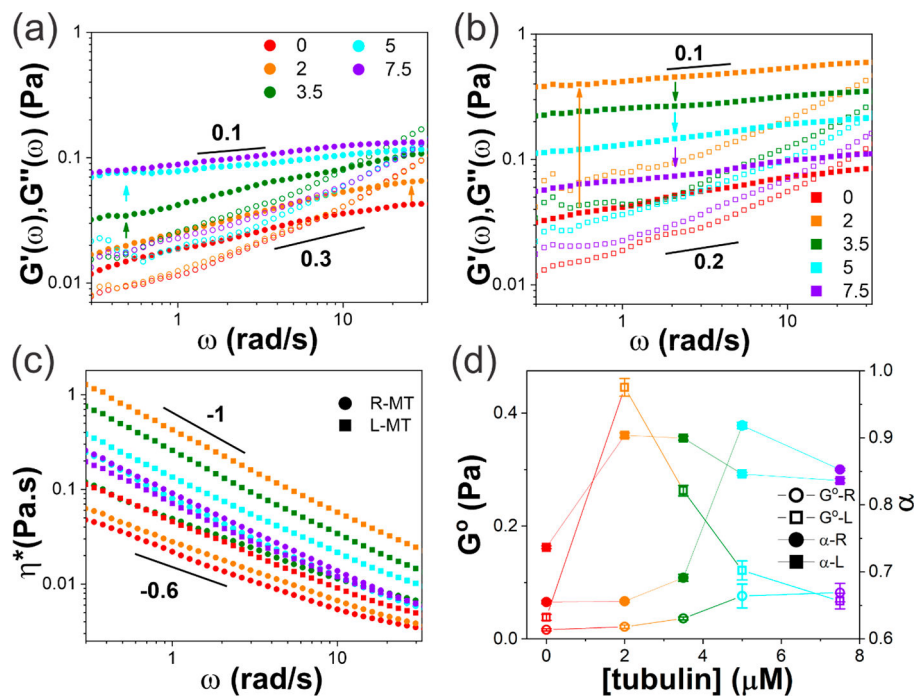 (a)
G'(ω),G''(ω) (Pa)
0.1
0.01
0
2
3.5
5
7.5
0.1
0.3
1
10
ω (rad/s)
(b)
G'(ω),G''(ω) (Pa)
1
0.1
0.01
0.1
0.2
0
2
3.5
5
7.5
1
10
ω (rad/s)
(c)
η*(Pa.s)
1
0.1
0.01
-1
-0.6
R-MT
L-MT
1
10
ω (rad/s)
(d)
G⁰ (Pa)
0.4
0.2
0.0
G⁰-R
G⁰-L
α-R
α-L
1.0
0.9
0.8
0.7
0.6
α
0
2
4
6
8
[tubulin] (μM)